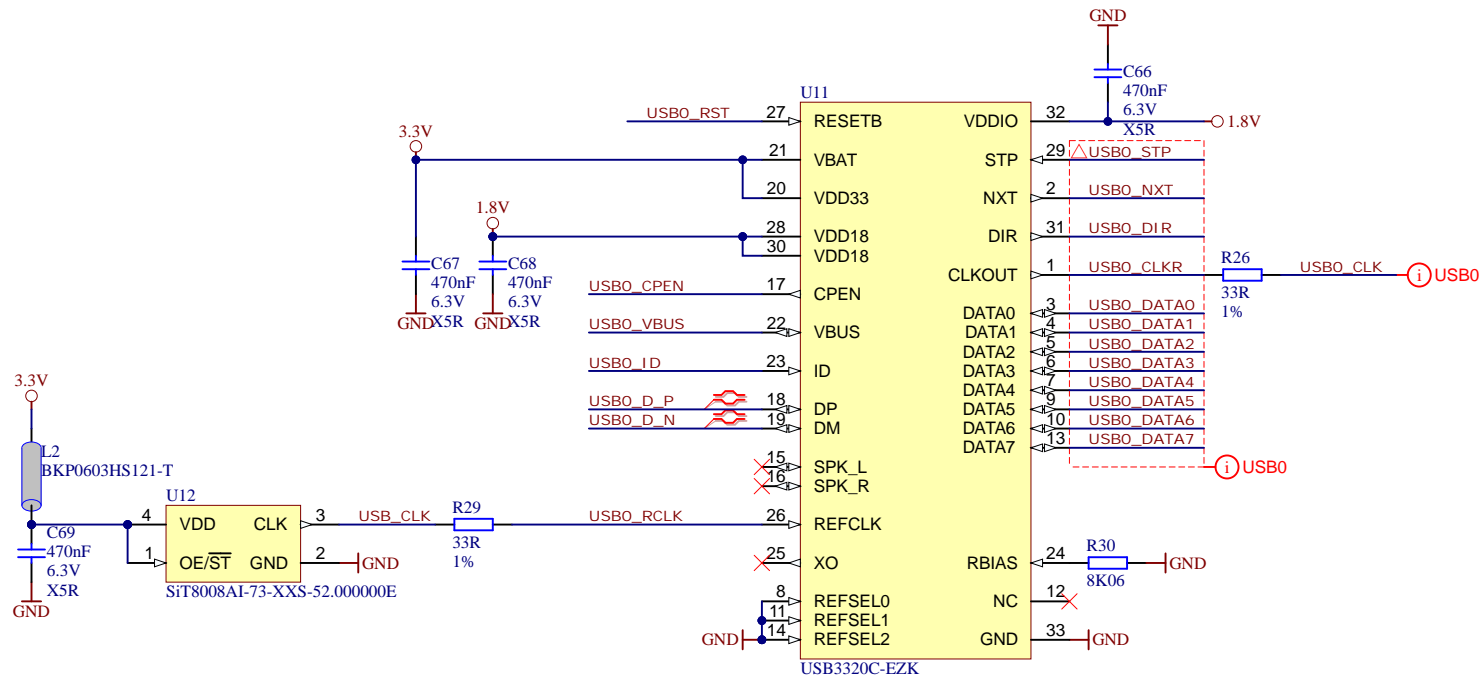 GND
C66
470nF
6.3V
X5R
U11
USB0_RST
27
RESETB
VDDIO
32
1.8V
3.3V
21
VBAT
STP
29
USB0_STP
20
VDD33
NXT
2
USB0_NXT
1.8V
28
VDD18
DIR
31
USB0_DIR
30
VDD18
C67
470nF
6.3V
X5R
GND
C68
470nF
6.3V
X5R
GND
CLKOUT
1
USB0_CLKR
R26
33R
1%
USB0_CLK
i
USB0
USB0_CPEN
17
CPEN
DATA0
3
USB0_DATA0
USB0_VBUS
22
VBUS
DATA1
4
USB0_DATA1
DATA2
5
USB0_DATA2
USB0_ID
23
ID
DATA3
6
USB0_DATA3
DATA4
7
USB0_DATA4
USB0_D_P
18
DP
DATA5
9
USB0_DATA5
USB0_D_N
19
DM
DATA6
10
USB0_DATA6
DATA7
13
USB0_DATA7
i
USB0
15
SPK_L
16
SPK_R
3.3V
L2
BKP0603HS121-T
U12
4
VDD
CLK
3
USB_CLK
R29
33R
1%
USB0_RCLK
26
REFCLK
C69
470nF
6.3V
X5R
GND
1
OE/ST
GND
2
GND
SiT8008AI-73-XXS-52.000000E
25
XO
RBIAS
24
R30
8K06
GND
8
REFSEL0
NC
12
11
REFSEL1
GND
14
REFSEL2
GND
33
GND
USB3320C-EZK